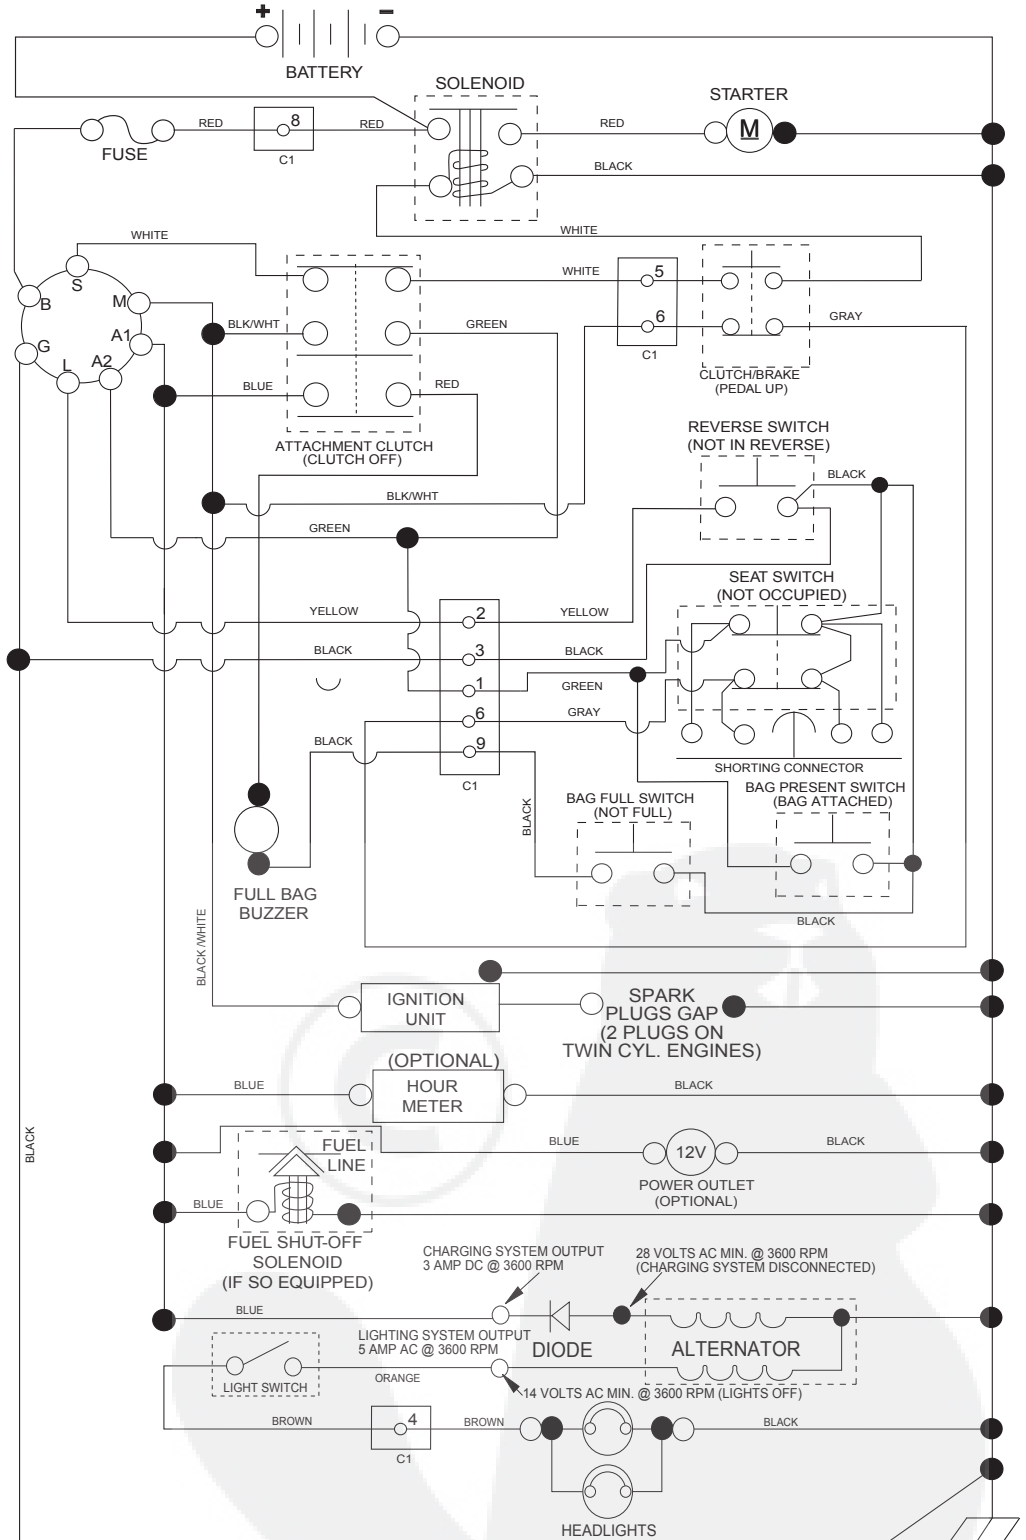 + −
BATTERY
SOLENOID
STARTER
RED
8
RED
RED
M
FUSE
C1
BLACK
WHITE
WHITE
S
B
M
WHITE
5
A1
BLK/WHT
GREEN
6
GRAY
G
A2
C1
L
BLUE
RED
CLUTCH/BRAKE
(PEDAL UP)
ATTACHMENT CLUTCH
(CLUTCH OFF)
REVERSE SWITCH
(NOT IN REVERSE)
BLACK
BLK/WHT
GREEN
SEAT SWITCH
(NOT OCCUPIED)
YELLOW
2
YELLOW
BLACK
3
BLACK
1
GREEN
6
GRAY
BLACK
9
C1
SHORTING CONNECTOR
BAG FULL SWITCH
(NOT FULL)
BAG PRESENT SWITCH
(BAG ATTACHED)
BLACK
FULL BAG
BUZZER
BLACK
BLACK/WHITE
IGNITION
UNIT
SPARK
PLUGS GAP
(2 PLUGS ON
TWIN CYL. ENGINES)
(OPTIONAL)
BLUE
HOUR
METER
BLACK
BLACK
FUEL
LINE
BLUE
12V
BLACK
POWER OUTLET
(OPTIONAL)
BLUE
FUEL SHUT-OFF
SOLENOID
(IF SO EQUIPPED)
CHARGING SYSTEM OUTPUT
3 AMP DC @ 3600 RPM
28 VOLTS AC MIN. @ 3600 RPM
(CHARGING SYSTEM DISCONNECTED)
BLUE
LIGHTING SYSTEM OUTPUT
5 AMP AC @ 3600 RPM
DIODE
ALTERNATOR
LIGHT SWITCH
ORANGE
14 VOLTS AC MIN. @ 3600 RPM (LIGHTS OFF)
BROWN
4
BROWN
BLACK
C1
HEADLIGHTS
©